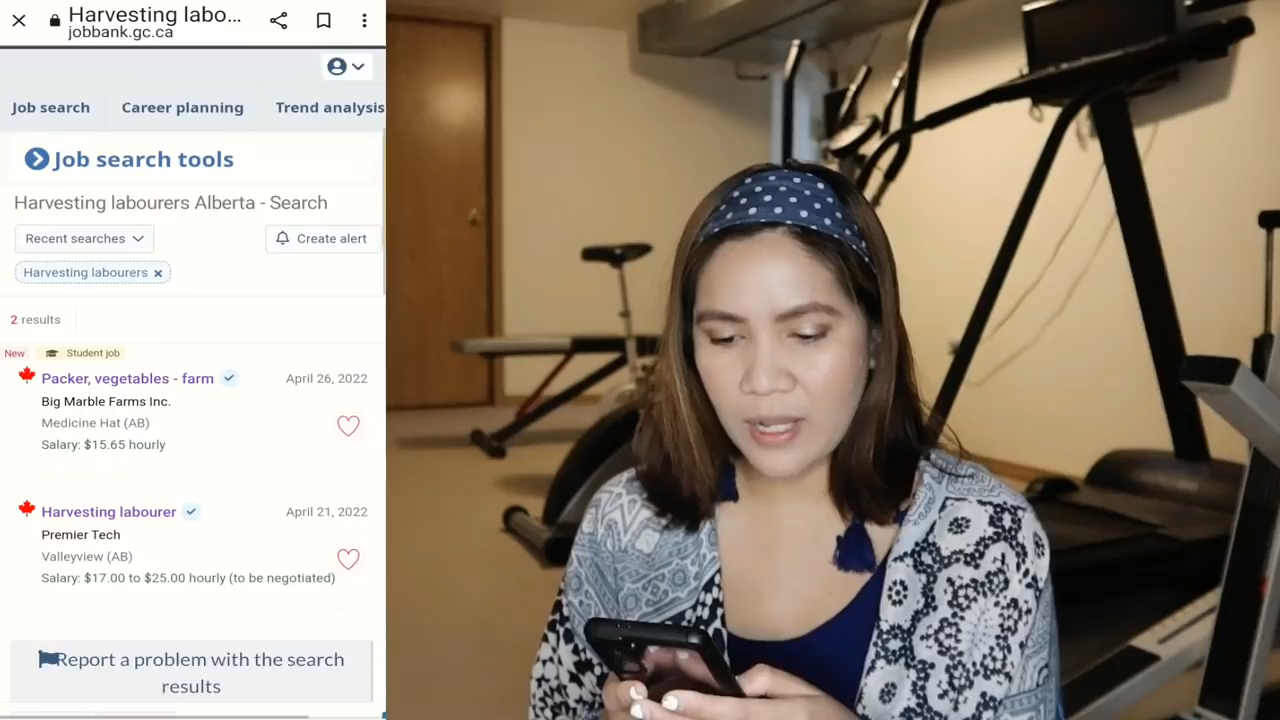 Harvesting labo...
jobbank.gc.ca
Job search Career planning Trend analysis
Job search tools
Harvesting labourers Alberta - Search
Recent searches Create alert
Harvesting labourers ×
2 results
New Student job
Packer, vegetables - farm April 26, 2022
Big Marble Farms Inc.
Medicine Hat (AB)
Salary: $15.65 hourly
Harvesting labourer April 21, 2022
Premier Tech
Valleyview (AB)
Salary: $17.00 to $25.00 hourly (to be negotiated)
Report a problem with the search
results